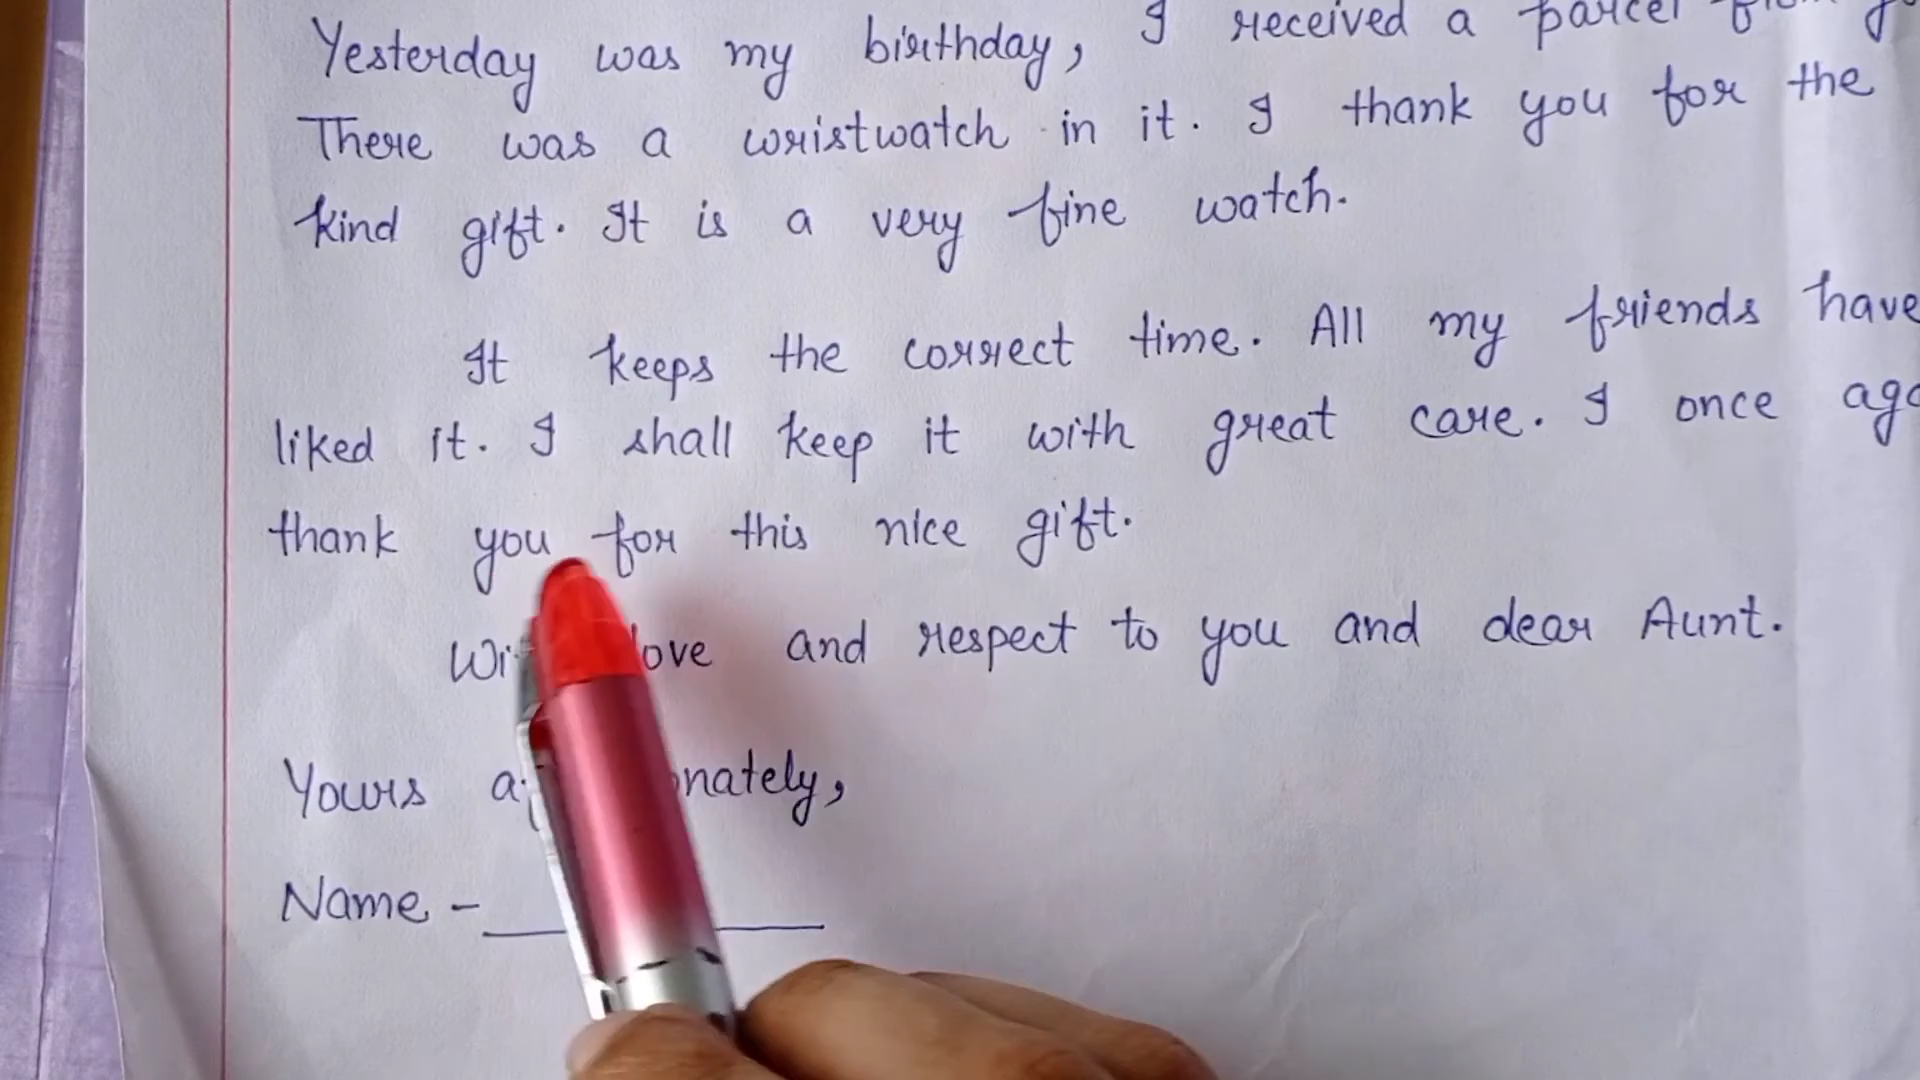 Yesterday was my birthday, I received a parcel from
There was a wristwatch in it. I thank you for the
kind gift. It is a very fine watch.
It keeps the correct time. All my friends have
liked it. I shall keep it with great care. I once
thank you for this nice gift.
love and respect to you and dear Aunt.
Yours
Name -